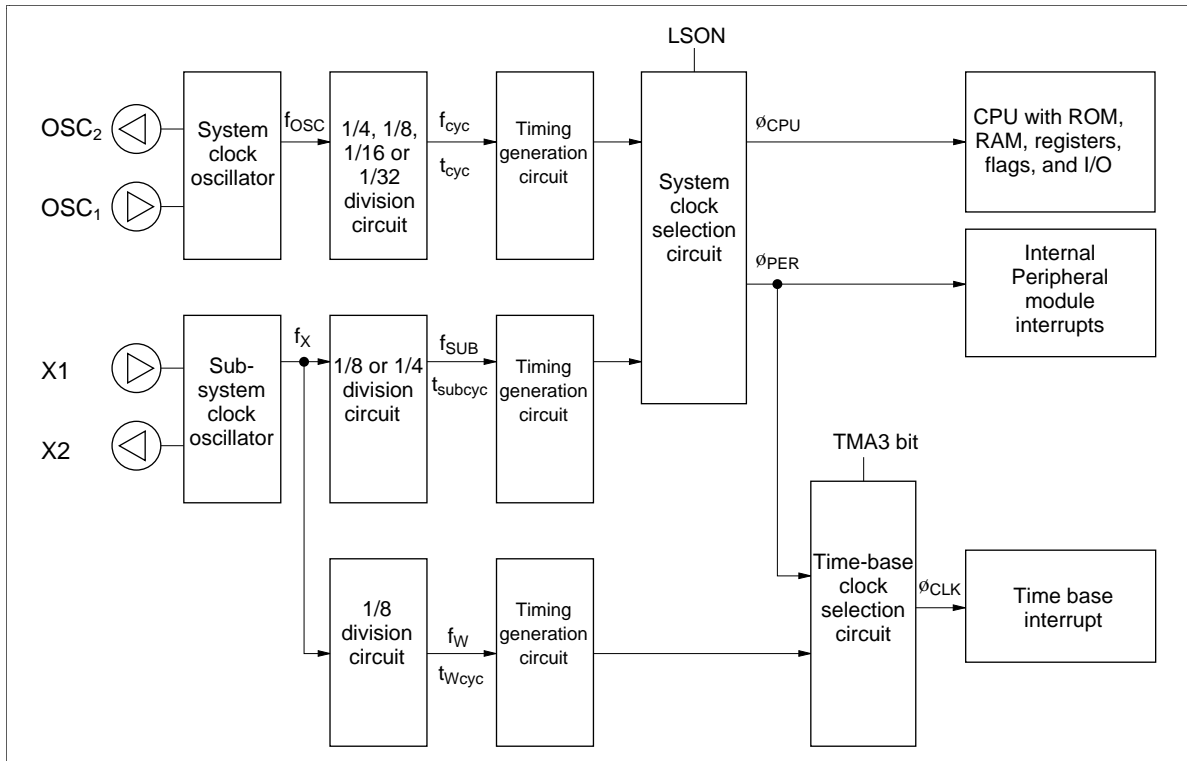 LSON
OSC₂
OSC₁
System
clock
oscillator
fOSC
1/4, 1/8,
1/16 or
1/32
division
circuit
fcyc
tcyc
Timing
generation
circuit
System
clock
selection
circuit
øCPU
øPER
CPU with ROM,
RAM, registers,
flags, and I/O
Internal
Peripheral
module
interrupts
X1
X2
Sub-
system
clock
oscillator
fX
1/8 or 1/4
division
circuit
fSUB
tsubcyc
Timing
generation
circuit
TMA3 bit
1/8
division
circuit
fW
tWcyc
Timing
generation
circuit
Time-base
clock
selection
circuit
øCLK
Time base
interrupt